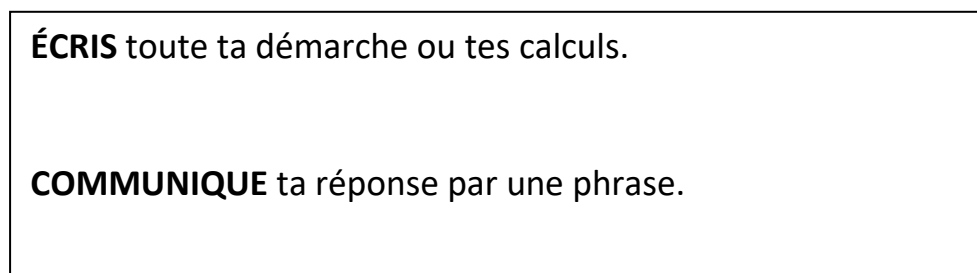 ÉCRIS toute ta démarche ou tes calculs.
COMMUNIQUE ta réponse par une phrase.